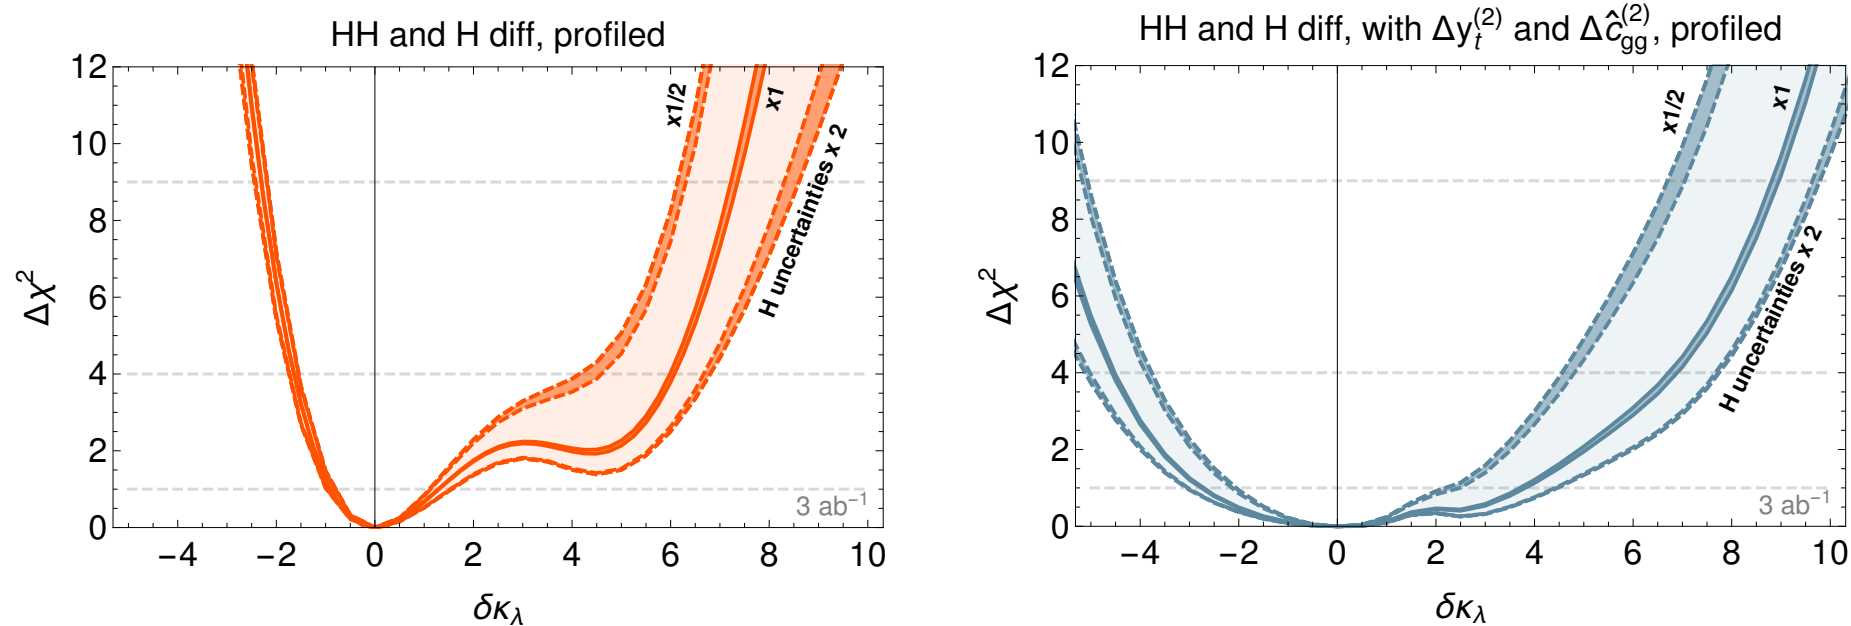 HH and H diff, profiled
12
10
8
6
4
2
0
−4
−2
0
2
4
6
8
10
Δχ²
δκ_λ
x1/2
x1
H uncertainties x 2
3 ab⁻¹
HH and H diff, with Δy_t^(2) and Δĉ_gg^(2), profiled
12
10
8
6
4
2
0
−4
−2
0
2
4
6
8
10
Δχ²
δκ_λ
x1/2
x1
H uncertainties x 2
3 ab⁻¹